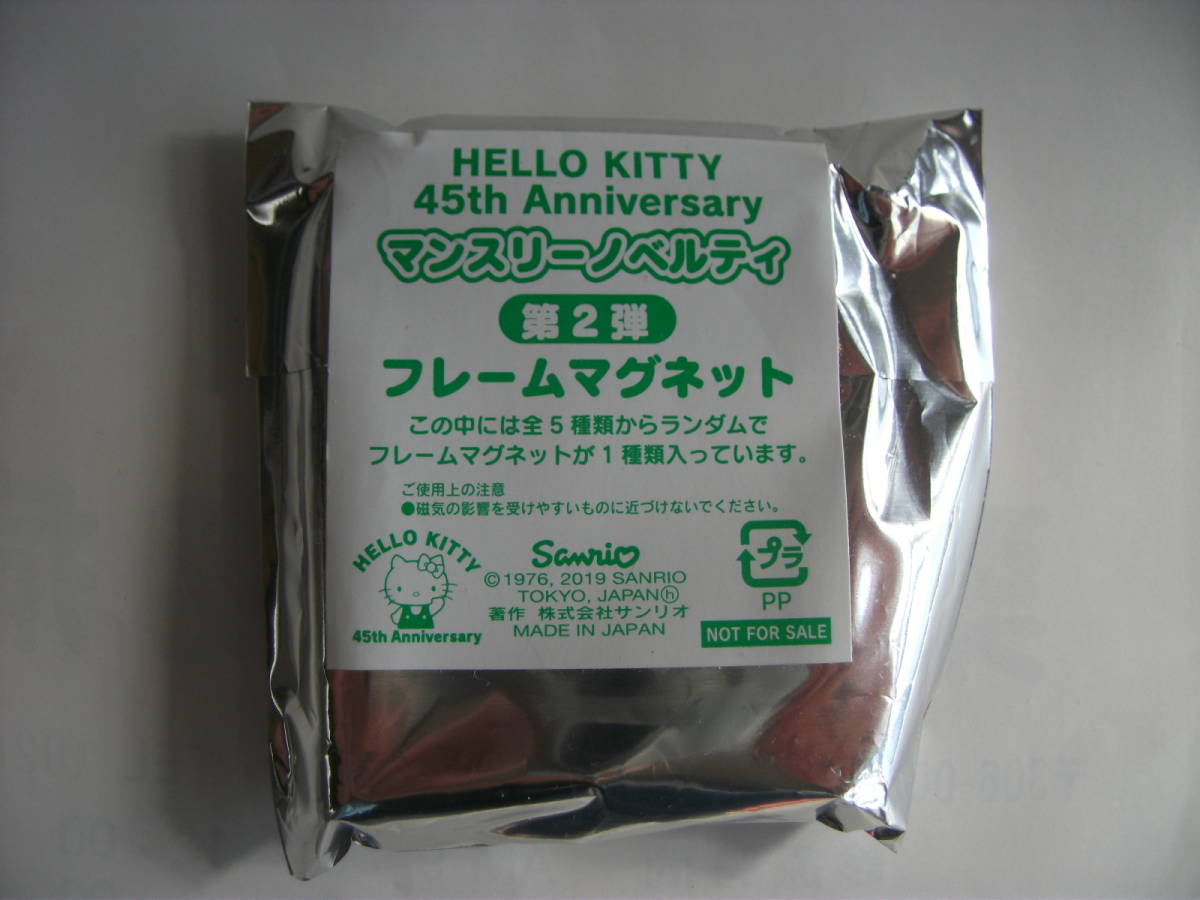 HELLO KITTY
45th Anniversary
マンスリーノベルティ
第2弾
フレームマグネット
この中には全5種類からランダムで
フレームマグネットが1種類入っています。
ご使用上の注意
●磁気の影響を受けやすいものに近づけないでください。
HELLO KITTY
45th Anniversary
Sanrio
©1976, 2019 SANRIO
TOKYO, JAPAN ⓗ
著作 株式会社サンリオ
MADE IN JAPAN
プラ
PP
NOT FOR SALE